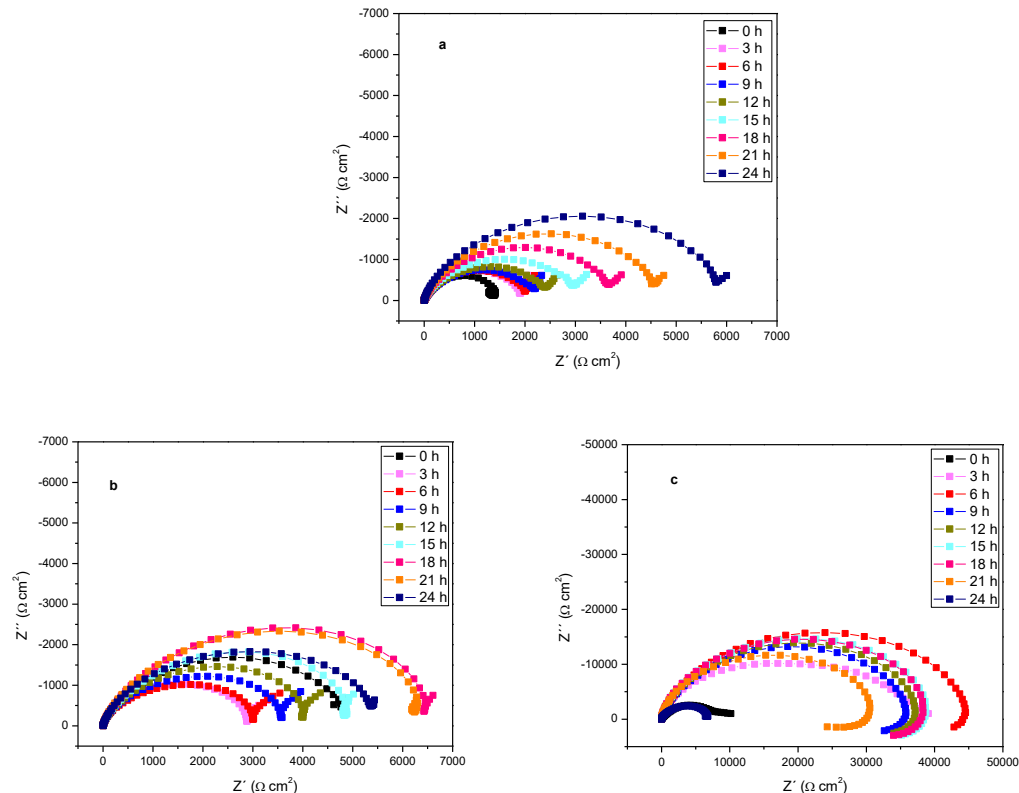 a
-7000
-6000
-5000
-4000
-3000
-2000
-1000
0
0 1000 2000 3000 4000 5000 6000 7000
Z´´ (Ω cm²)
Z´ (Ω cm²)
0 h
3 h
6 h
9 h
12 h
15 h
18 h
21 h
24 h
b
-7000
-6000
-5000
-4000
-3000
-2000
-1000
0
0 1000 2000 3000 4000 5000 6000 7000
Z´´ (Ω cm²)
Z´ (Ω cm²)
0 h
3 h
6 h
9 h
12 h
15 h
18 h
21 h
24 h
c
-50000
-40000
-30000
-20000
-10000
0
0 10000 20000 30000 40000 50000
Z´´ (Ω cm²)
Z´ (Ω cm²)
0 h
3 h
6 h
9 h
12 h
15 h
18 h
21 h
24 h